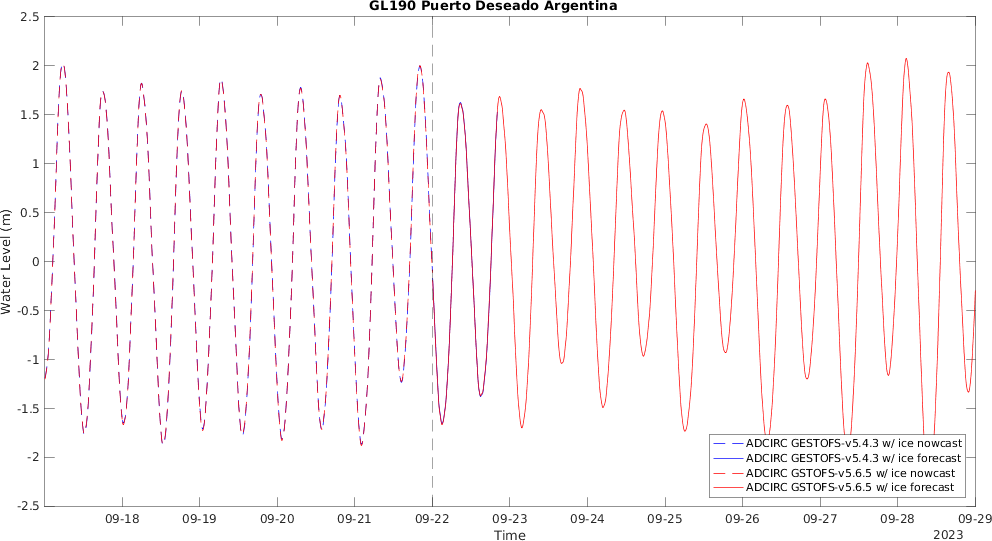 GL190 Puerto Deseado Argentina
2.5
2
1.5
1
0.5
0
-0.5
-1
-1.5
-2
-2.5
Water Level (m)
ADCIRC GESTOFS-v5.4.3 w/ ice nowcast
ADCIRC GESTOFS-v5.4.3 w/ ice forecast
ADCIRC GSTOFS-v5.6.5 w/ ice nowcast
ADCIRC GSTOFS-v5.6.5 w/ ice forecast
09-18 09-19 09-20 09-21 09-22 09-23 09-24 09-25 09-26 09-27 09-28 09-29
Time
2023